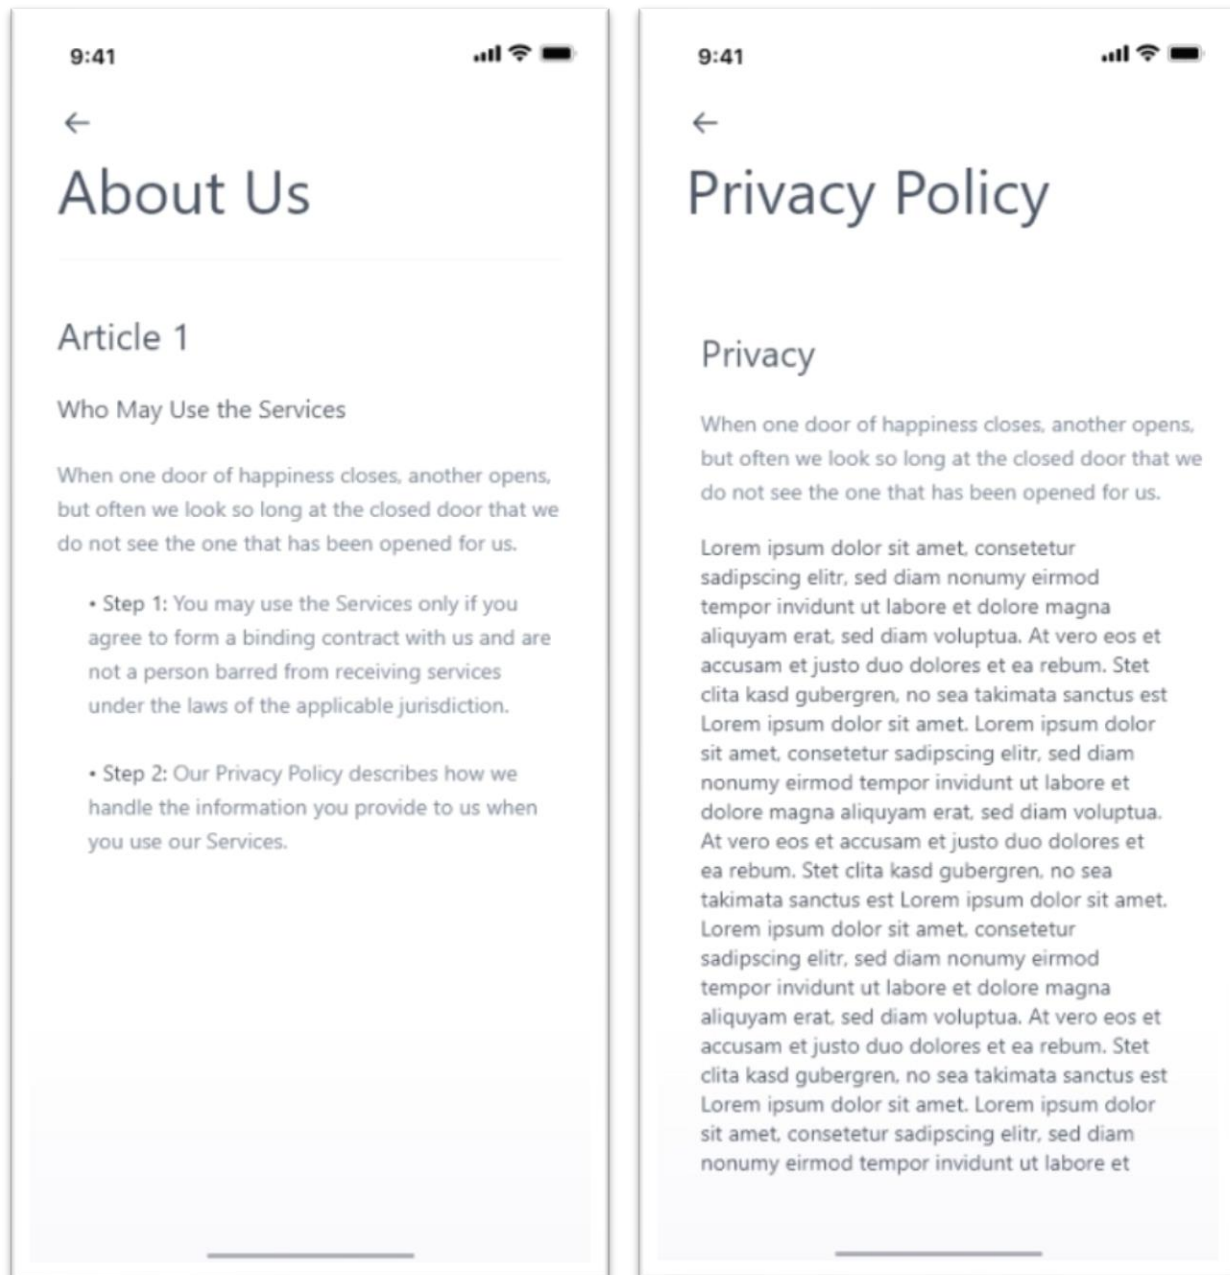 9:41
About Us
Article 1
Who May Use the Services
When one door of happiness closes, another opens,
but often we look so long at the closed door that we
do not see the one that has been opened for us.
• Step 1: You may use the Services only if you
agree to form a binding contract with us and are
not a person barred from receiving services
under the laws of the applicable jurisdiction.
• Step 2: Our Privacy Policy describes how we
handle the information you provide to us when
you use our Services.
9:41
Privacy Policy
Privacy
When one door of happiness closes, another opens,
but often we look so long at the closed door that we
do not see the one that has been opened for us.
Lorem ipsum dolor sit amet, consetetur
sadipscing elitr, sed diam nonumy eirmod
tempor invidunt ut labore et dolore magna
aliquyam erat, sed diam voluptua. At vero eos et
accusam et justo duo dolores et ea rebum. Stet
clita kasd gubergren, no sea takimata sanctus est
Lorem ipsum dolor sit amet. Lorem ipsum dolor
sit amet, consetetur sadipscing elitr, sed diam
nonumy eirmod tempor invidunt ut labore et
dolore magna aliquyam erat, sed diam voluptua.
At vero eos et accusam et justo duo dolores et
ea rebum. Stet clita kasd gubergren, no sea
takimata sanctus est Lorem ipsum dolor sit amet.
Lorem ipsum dolor sit amet, consetetur
sadipscing elitr, sed diam nonumy eirmod
tempor invidunt ut labore et dolore magna
aliquyam erat, sed diam voluptua. At vero eos et
accusam et justo duo dolores et ea rebum. Stet
clita kasd gubergren, no sea takimata sanctus est
Lorem ipsum dolor sit amet. Lorem ipsum dolor
sit amet, consetetur sadipscing elitr, sed diam
nonumy eirmod tempor invidunt ut labore et